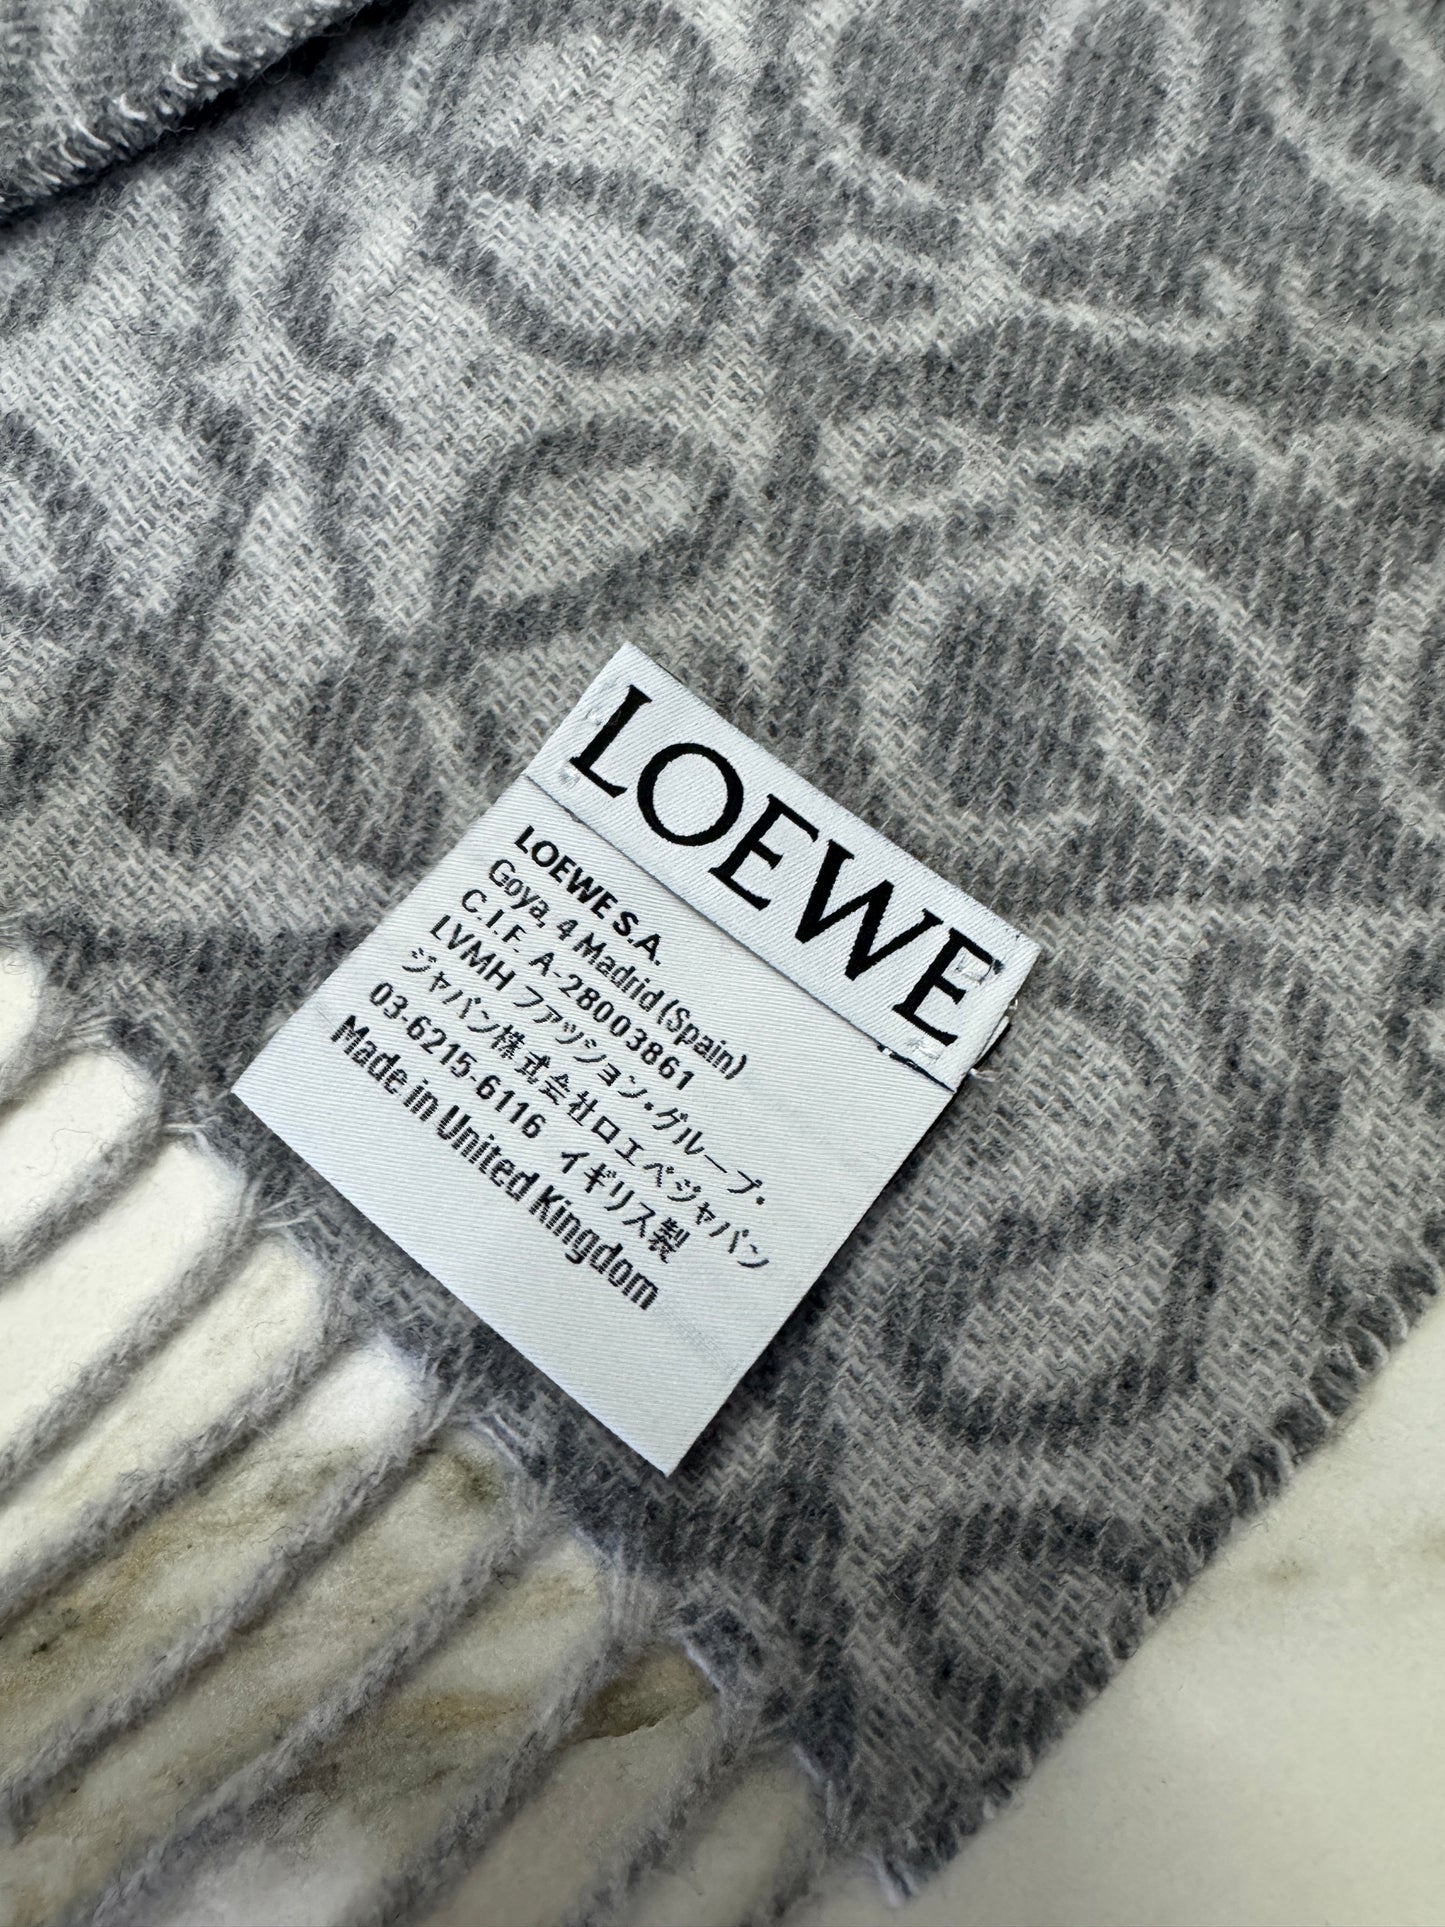 LOEWE
LOEWE S.A.
Goya, 4 Madrid (Spain)
C.I.F. A-28003861
LVMH ファッション・グループ・
ジャパン株式会社ロエベジャパン
03-6215-6116 イギリス製
Made in United Kingdom